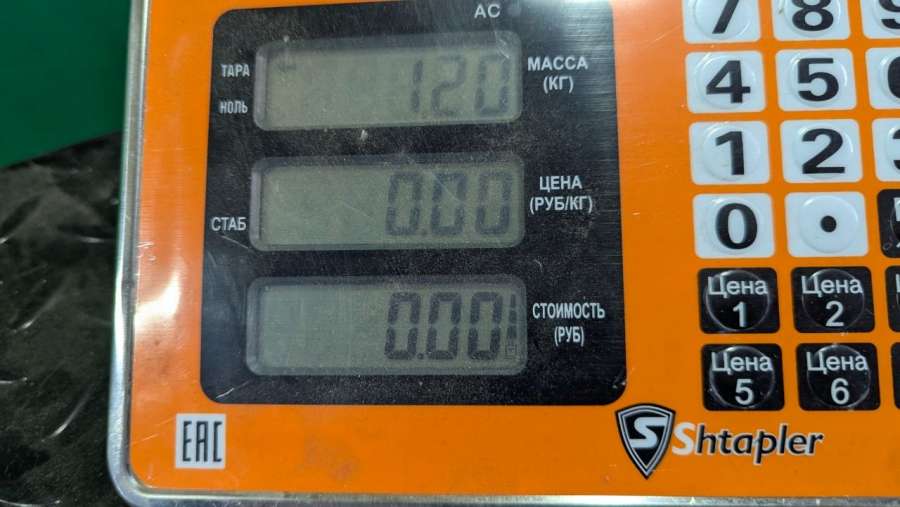 AC
ТАРА
НОЛЬ
1.20
МАССА
(КГ)
СТАБ
0.00
ЦЕНА
(РУБ/КГ)
0.00
СТОИМОСТЬ
(РУБ)
7 8
4 5
1 2
0 .
Цена
1
Цена
2
Цена
5
Цена
6
EAC
S Shtapler